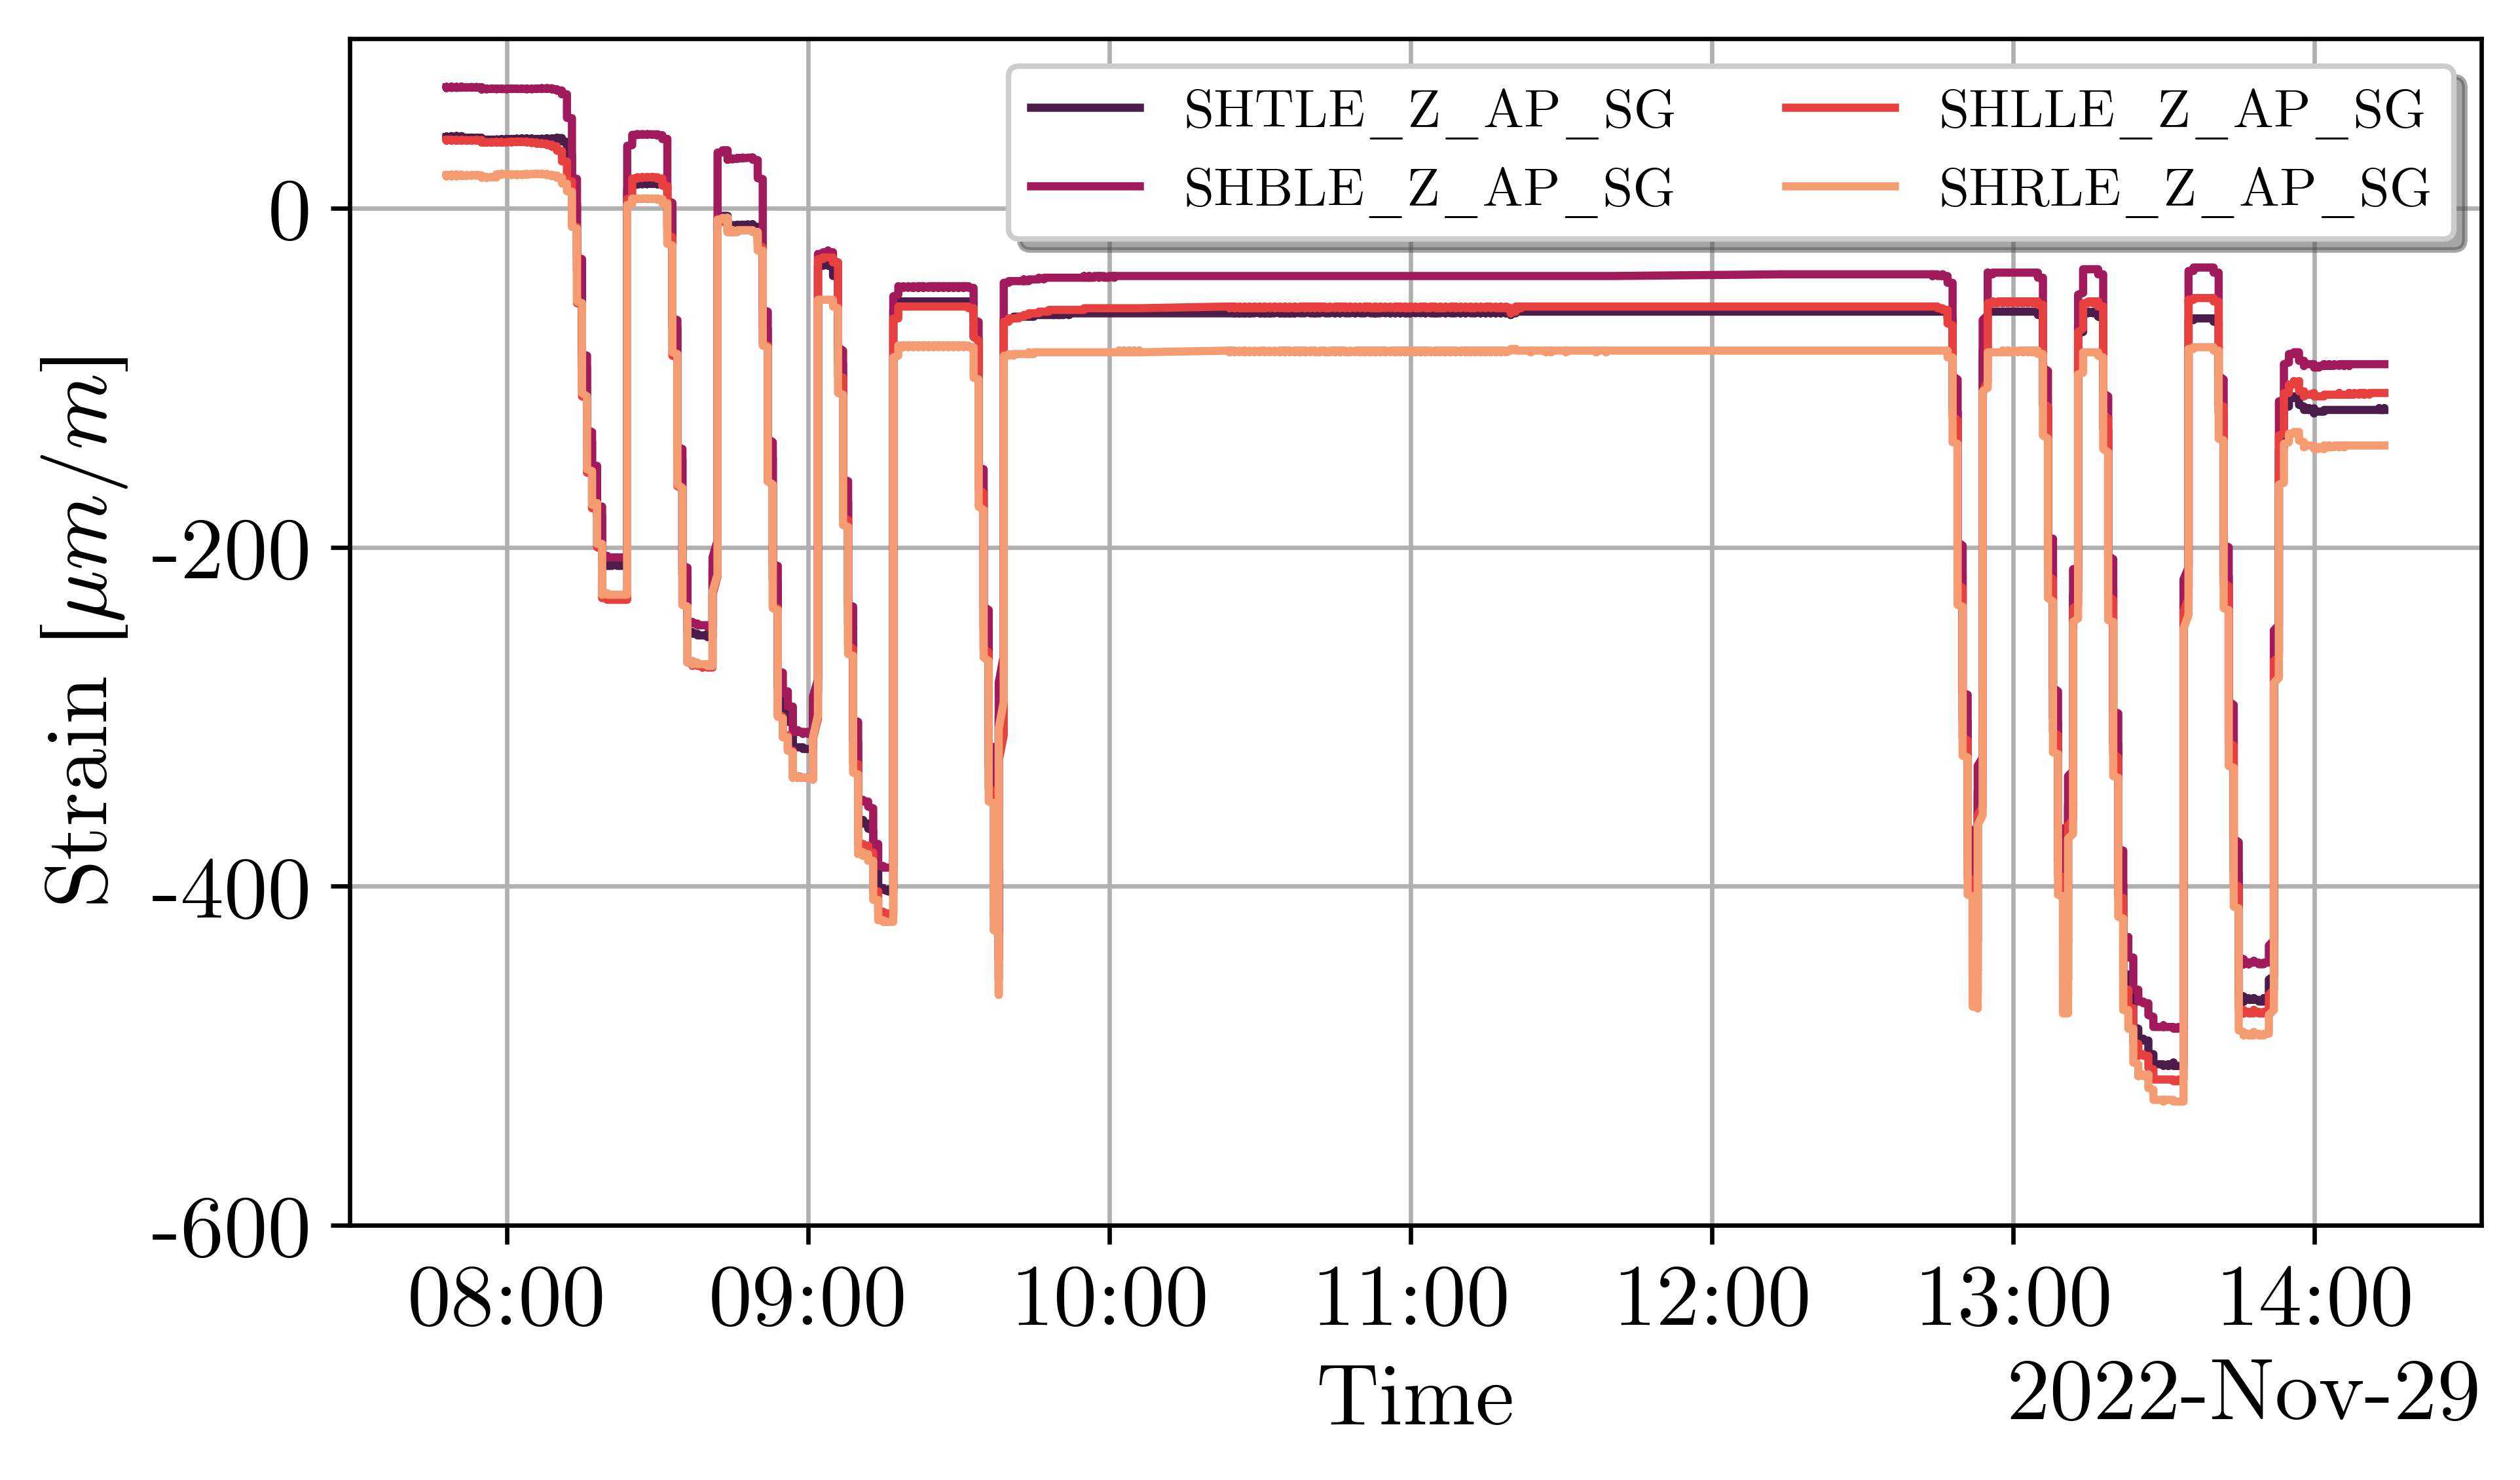 SHTLE_Z_AP_SG
SHBLE_Z_AP_SG
SHLLE_Z_AP_SG
SHRLE_Z_AP_SG
Strain [μm/m]
0
-200
-400
-600
08:00 09:00 10:00 11:00 12:00 13:00 14:00
Time
2022-Nov-29